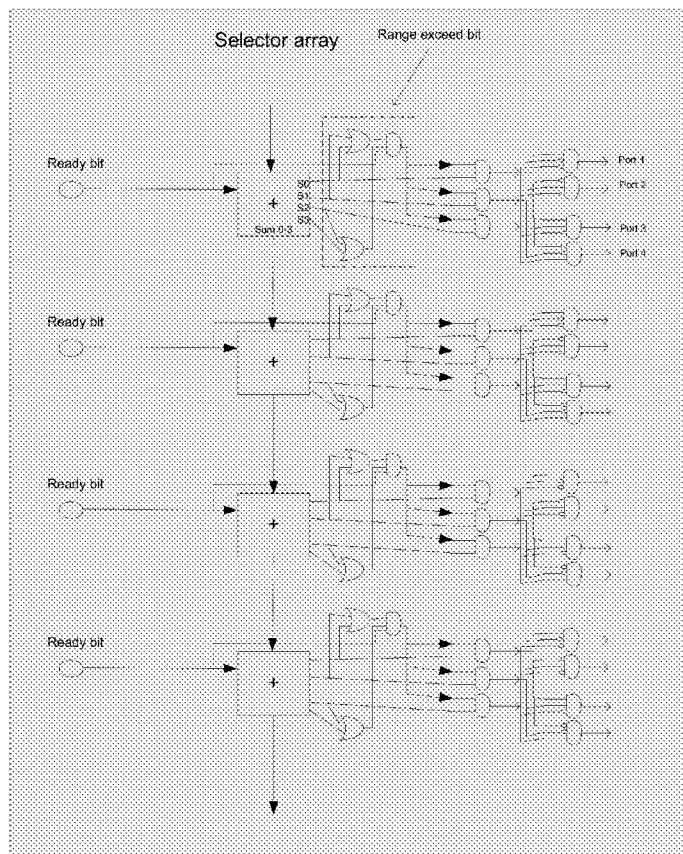 Selector array
Range exceed bit
Ready bit
Port 1
S0
Port 2
S1
+
S2
S3
Port 3
Sum 0-3
Port 4
Ready bit
+
Ready bit
+
Ready bit
+